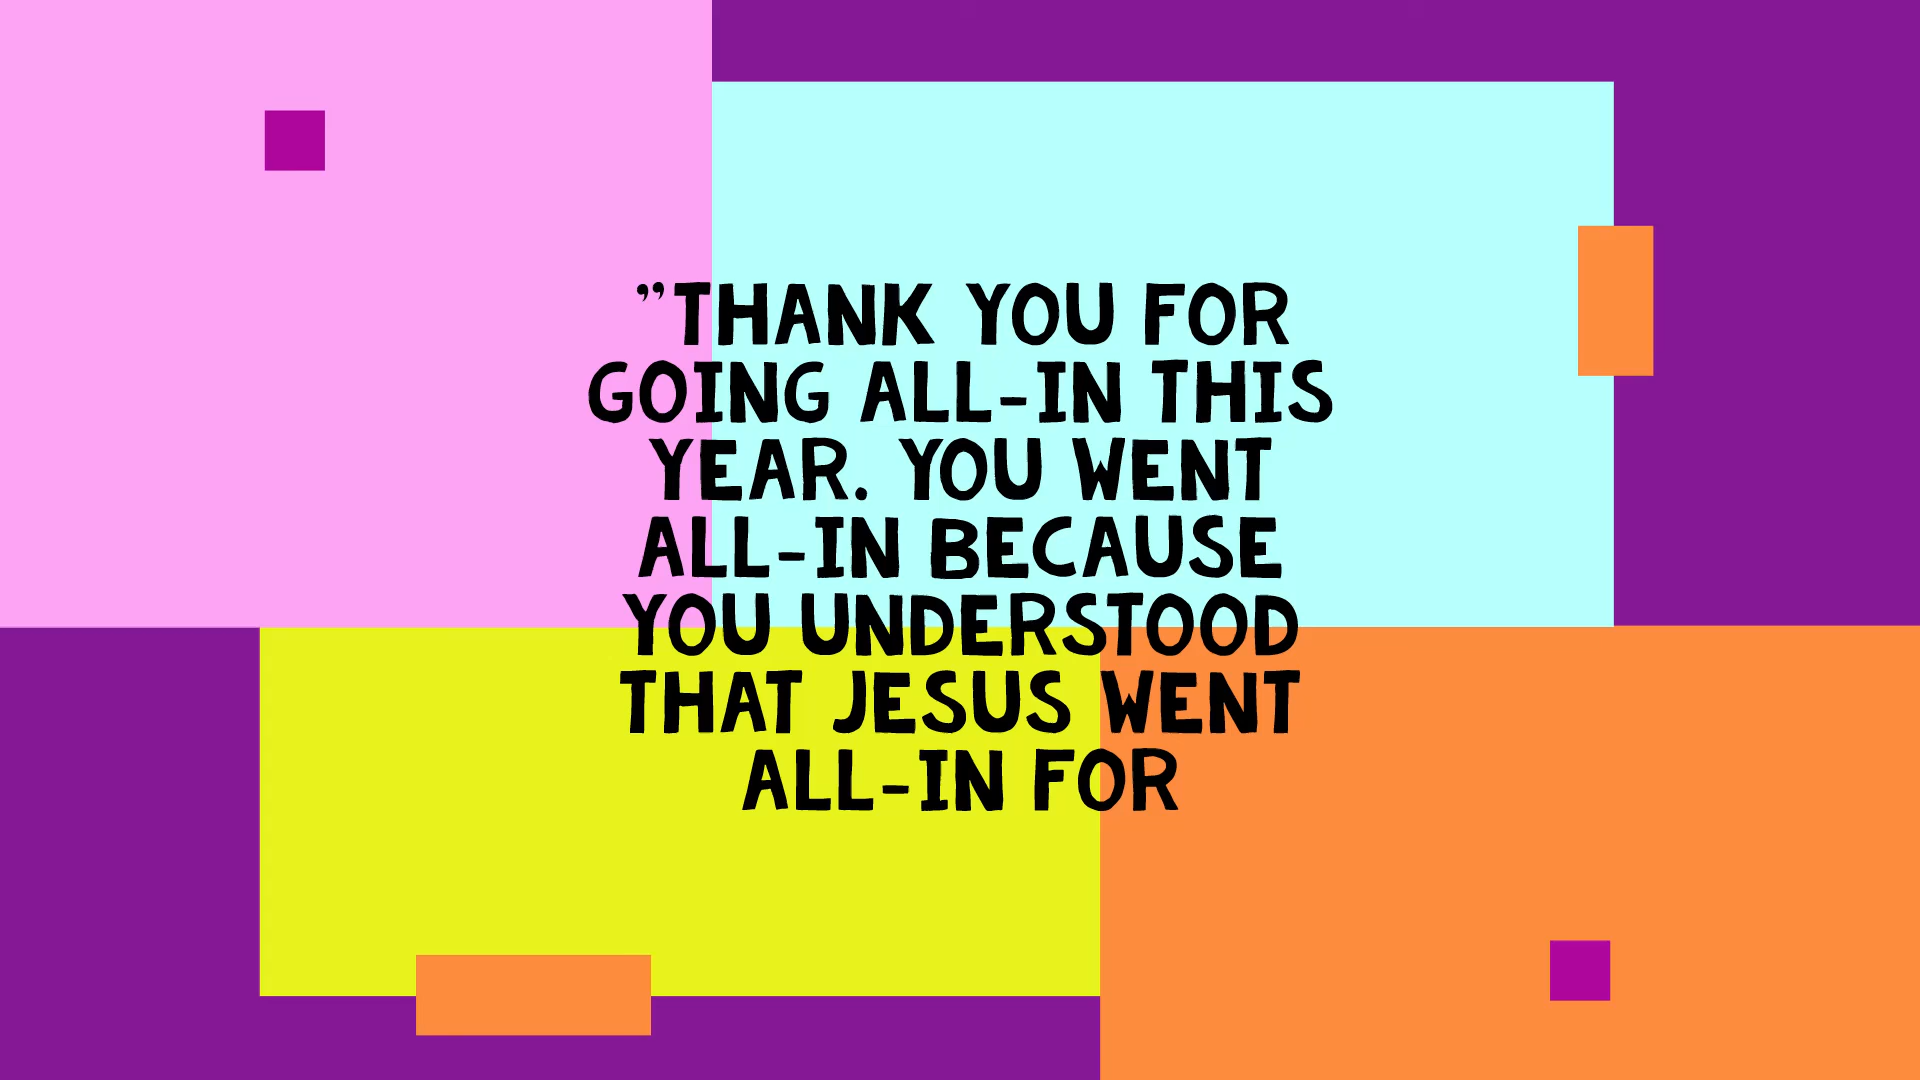 ”THANK YOU FOR
GOING ALL-IN THIS
YEAR. YOU WENT
ALL-IN BECAUSE
YOU UNDERSTOOD
THAT JESUS WENT
ALL-IN FOR